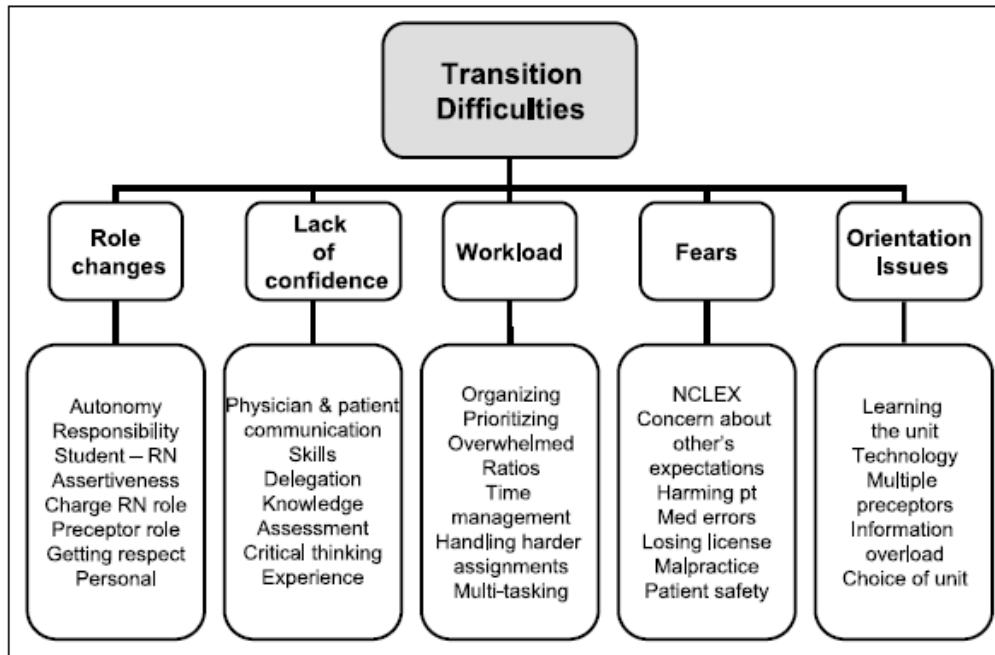 Transition
Difficulties
Role
changes
Lack
of
confidence
Workload
Fears
Orientation
Issues
Autonomy
Responsibility
Student – RN
Assertiveness
Charge RN role
Preceptor role
Getting respect
Personal
Physician & patient
communication
Skills
Delegation
Knowledge
Assessment
Critical thinking
Experience
Organizing
Prioritizing
Overwhelmed
Ratios
Time
management
Handling harder
assignments
Multi-tasking
NCLEX
Concern about
other's
expectations
Harming pt
Med errors
Losing license
Malpractice
Patient safety
Learning
the unit
Technology
Multiple
preceptors
Information
overload
Choice of unit